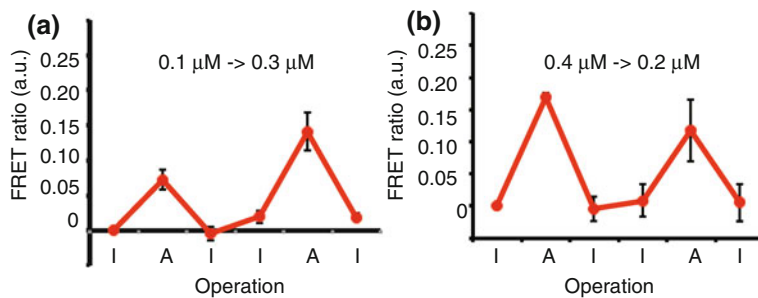 (a)
0.1 µM -> 0.3 µM
FRET ratio (a.u.)
0.25
0.20
0.15
0.10
0.05
0
I A I I A I
Operation
(b)
0.4 µM -> 0.2 µM
FRET ratio (a.u.)
0.25
0.20
0.15
0.10
0.05
0
I A I I A I
Operation